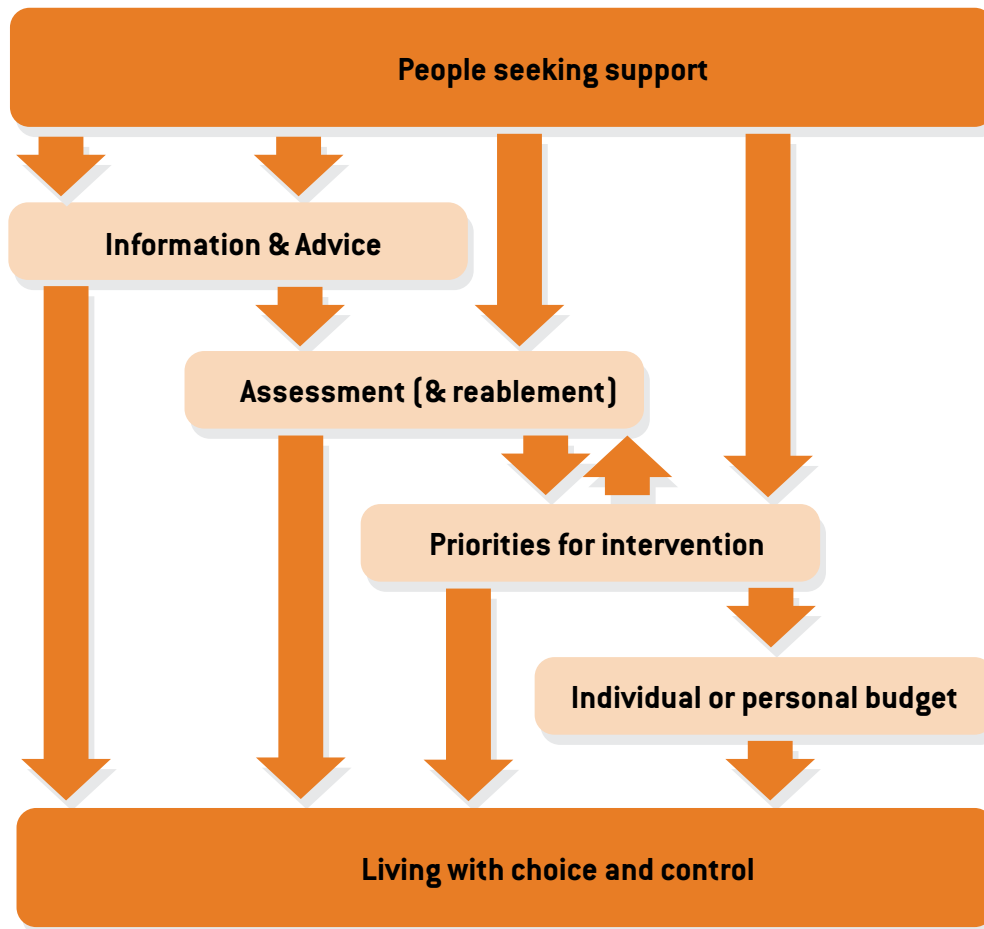 People seeking support
Information & Advice
Assessment (& reablement)
Priorities for intervention
Individual or personal budget
Living with choice and control